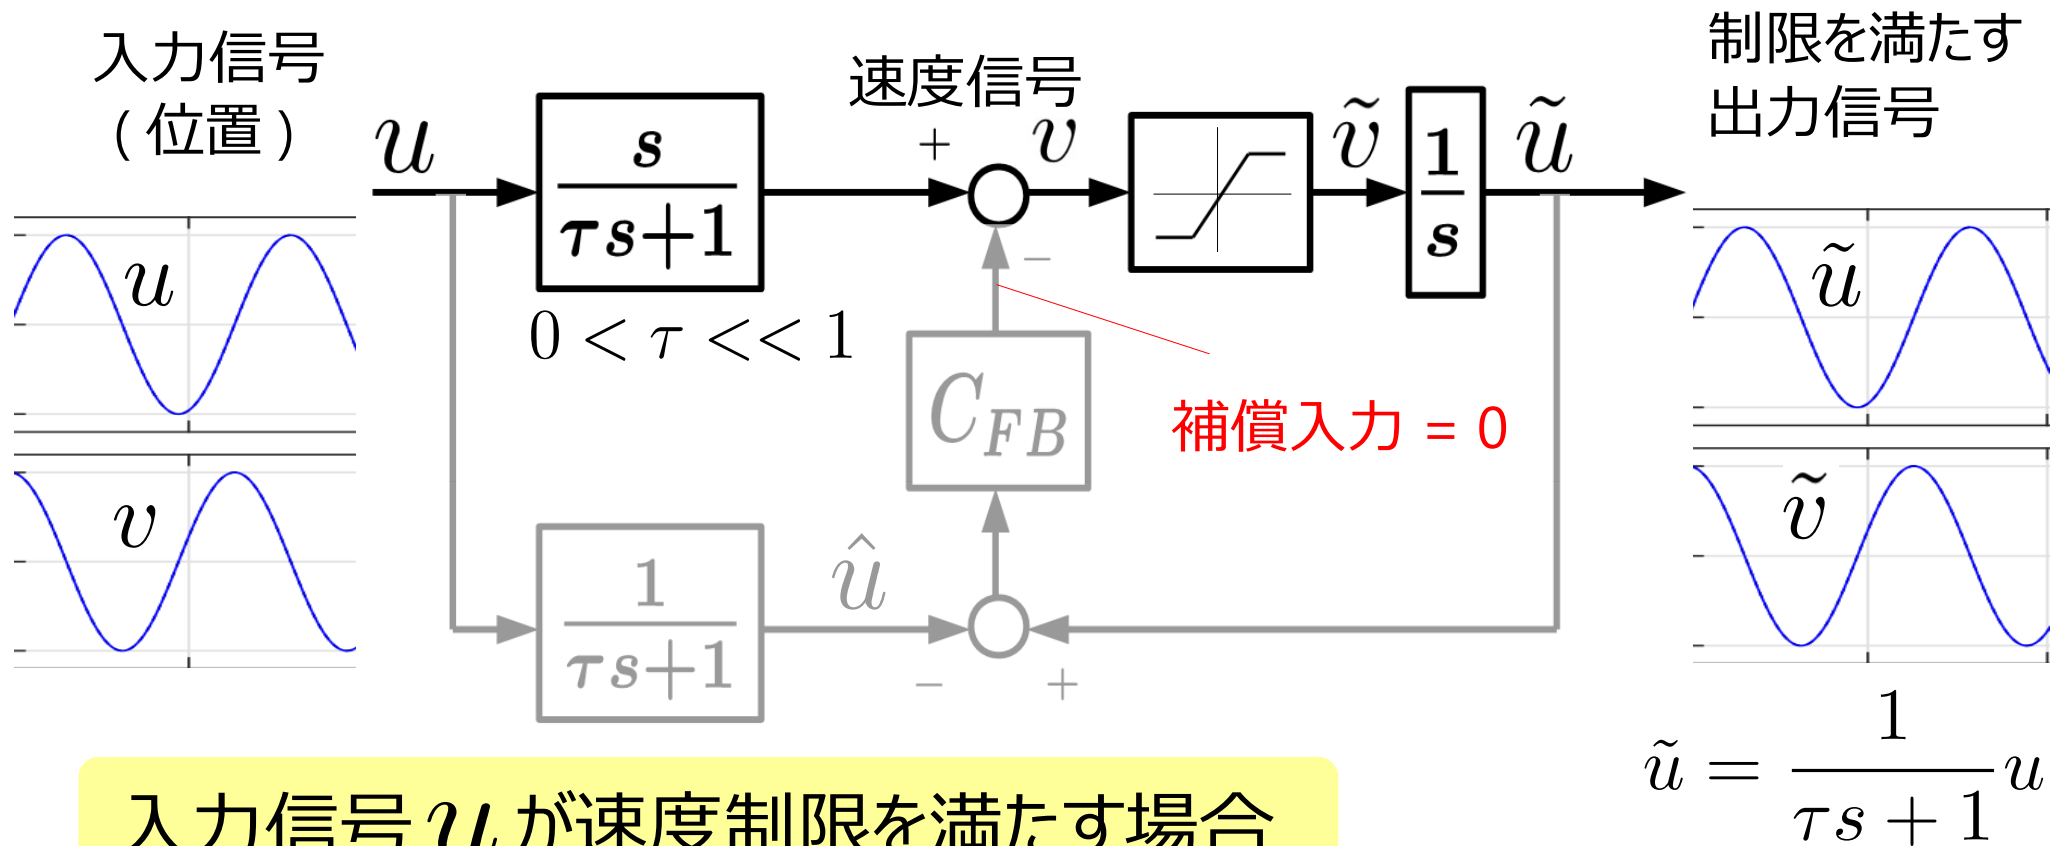 入力信号
( 位置 )
u
u
v
s
τs+1
0 < τ << 1
速度信号
+
v
−
ṽ
1
s
ũ
C_FB
補償入力 = 0
1
τs+1
û
−
+
制限を満たす
出力信号
ũ
ṽ
ũ = 1/(τs + 1) u
入力信号 u が速度制限を満たす場合